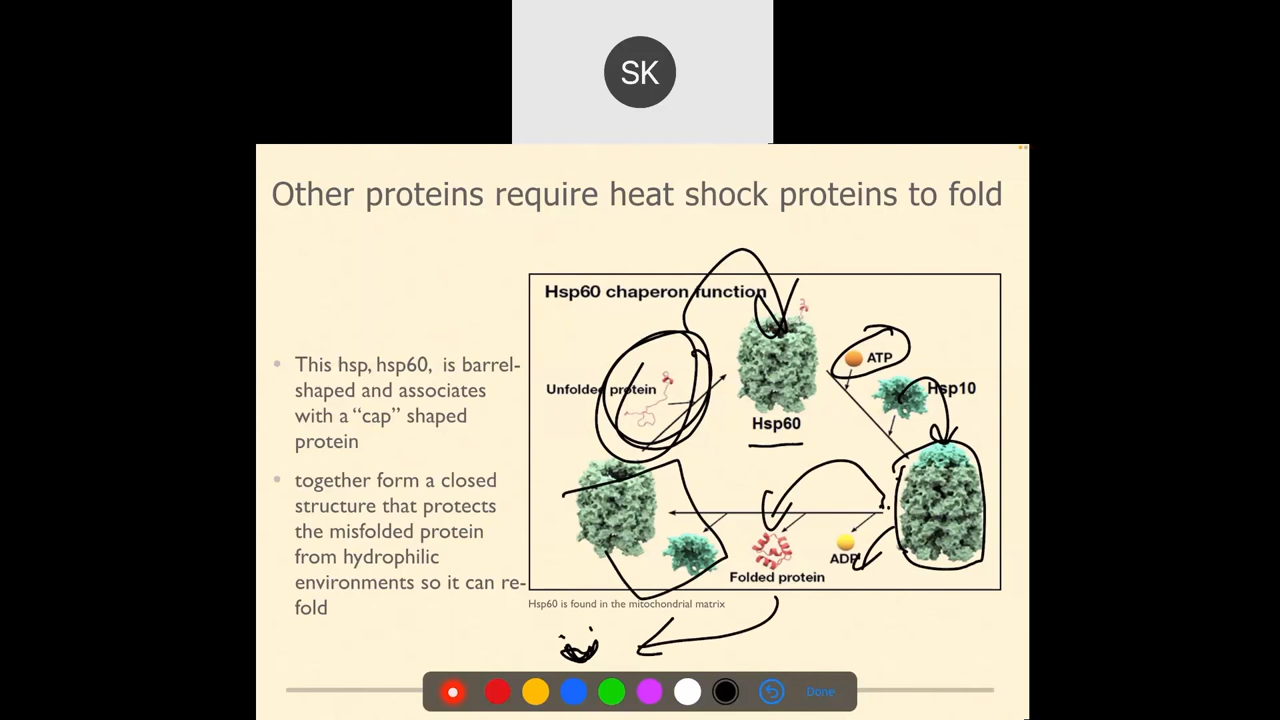 SK
Other proteins require heat shock proteins to fold
This hsp, hsp60, is barrel-
shaped and associates
with a “cap” shaped
protein
together form a closed
structure that protects
the misfolded protein
from hydrophilic
environments so it can re-
fold
Hsp60 chaperon function
ATP
Unfolded protein
Hsp10
Hsp60
ADP
Folded protein
Hsp60 is found in the mitochondrial matrix
Done